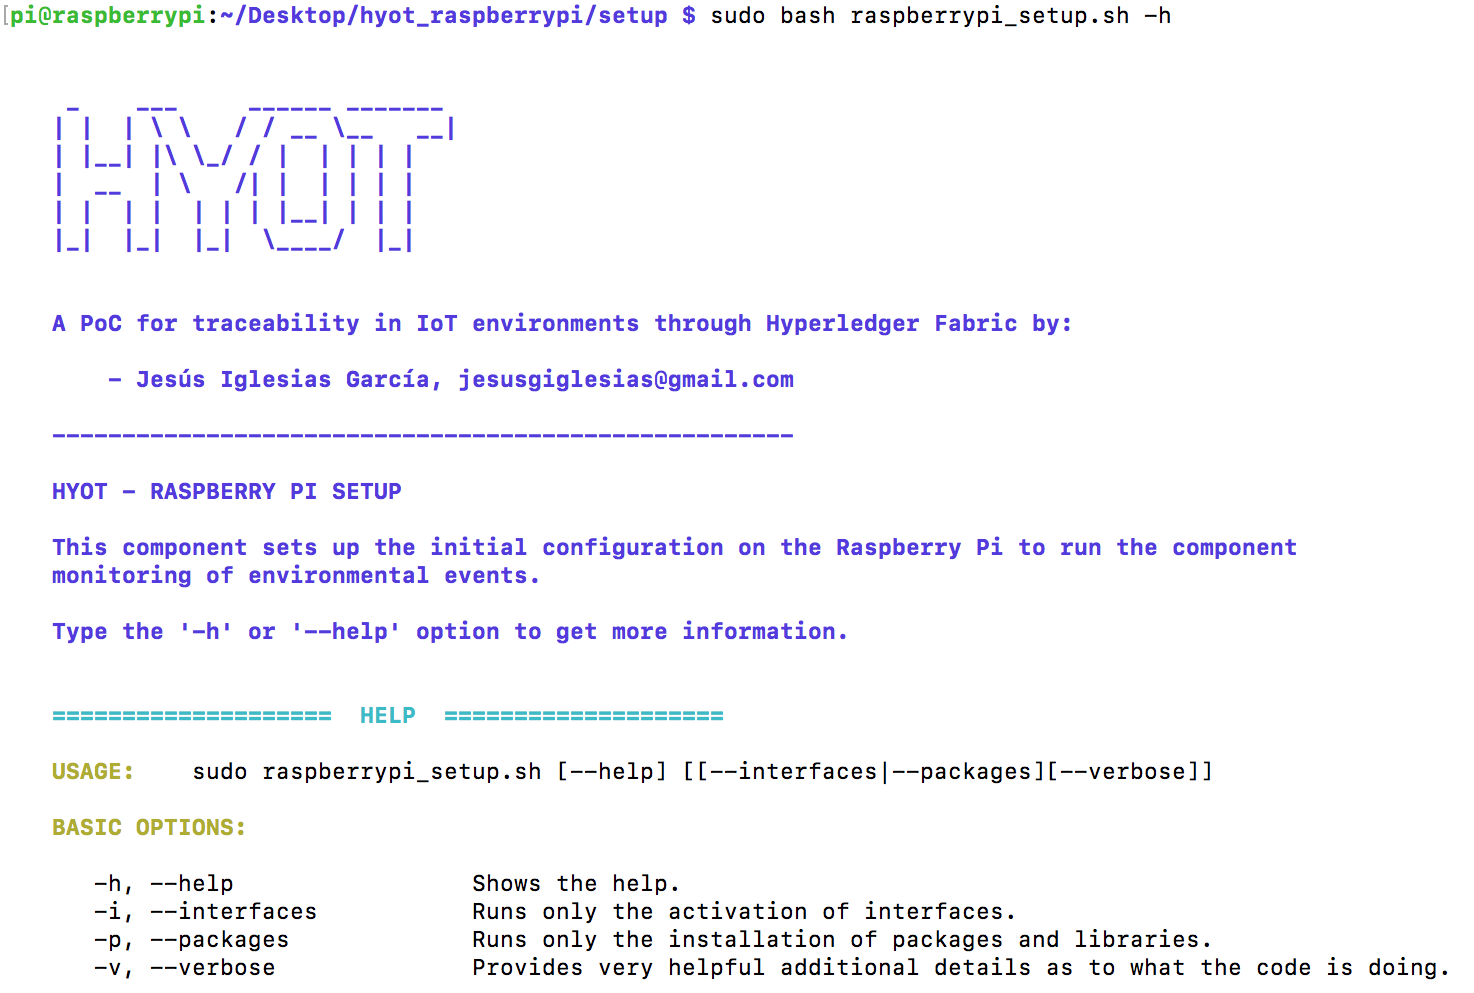 [pi@raspberrypi:~/Desktop/hyot_raspberrypi/setup $ sudo bash raspberrypi_setup.sh -h
HYOT
A PoC for traceability in IoT environments through Hyperledger Fabric by:
- Jesús Iglesias García, jesusgiglesias@gmail.com
-----------------------------------------------------
HYOT - RASPBERRY PI SETUP
This component sets up the initial configuration on the Raspberry Pi to run the component
monitoring of environmental events.
Type the '-h' or '--help' option to get more information.
==================== HELP ====================
USAGE: sudo raspberrypi_setup.sh [--help] [[--interfaces|--packages][--verbose]]
BASIC OPTIONS:
-h, --help Shows the help.
-i, --interfaces Runs only the activation of interfaces.
-p, --packages Runs only the installation of packages and libraries.
-v, --verbose Provides very helpful additional details as to what the code is doing.